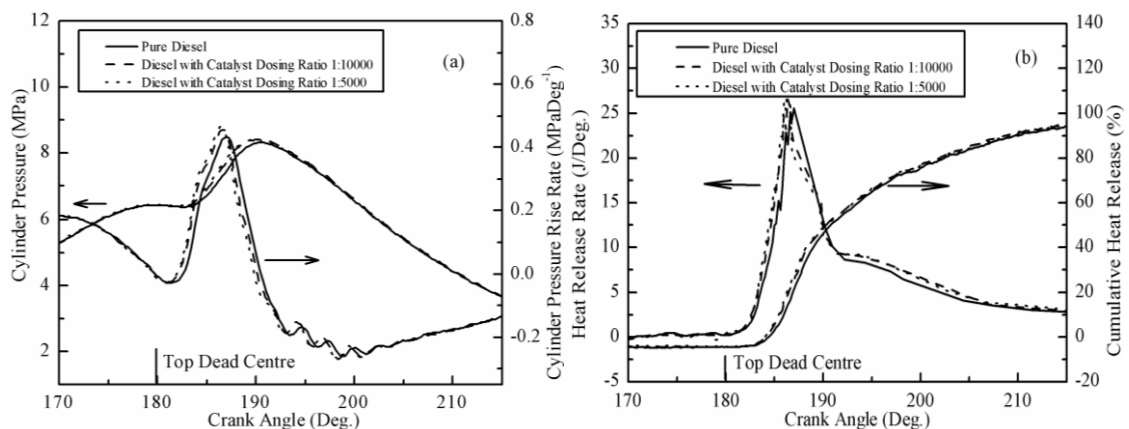 Cylinder Pressure (MPa)
12
10
8
6
4
2
Pure Diesel
Diesel with Catalyst Dosing Ratio 1:10000
Diesel with Catalyst Dosing Ratio 1:5000
(a)
Top Dead Centre
170 180 190 200 210
Crank Angle (Deg.)
0.8
0.6
0.4
0.2
0.0
-0.2
Cylinder Pressure Rise Rate (MPaDeg-1)
Heat Release Rate (J/Deg.)
35
30
25
20
15
10
5
0
-5
Pure Diesel
Diesel with Catalyst Dosing Ratio 1:10000
Diesel with Catalyst Dosing Ratio 1:5000
(b)
Top Dead Centre
170 180 190 200 210
Crank Angle (Deg.)
140
120
100
80
60
40
20
0
-20
Cumulative Heat Release (%)